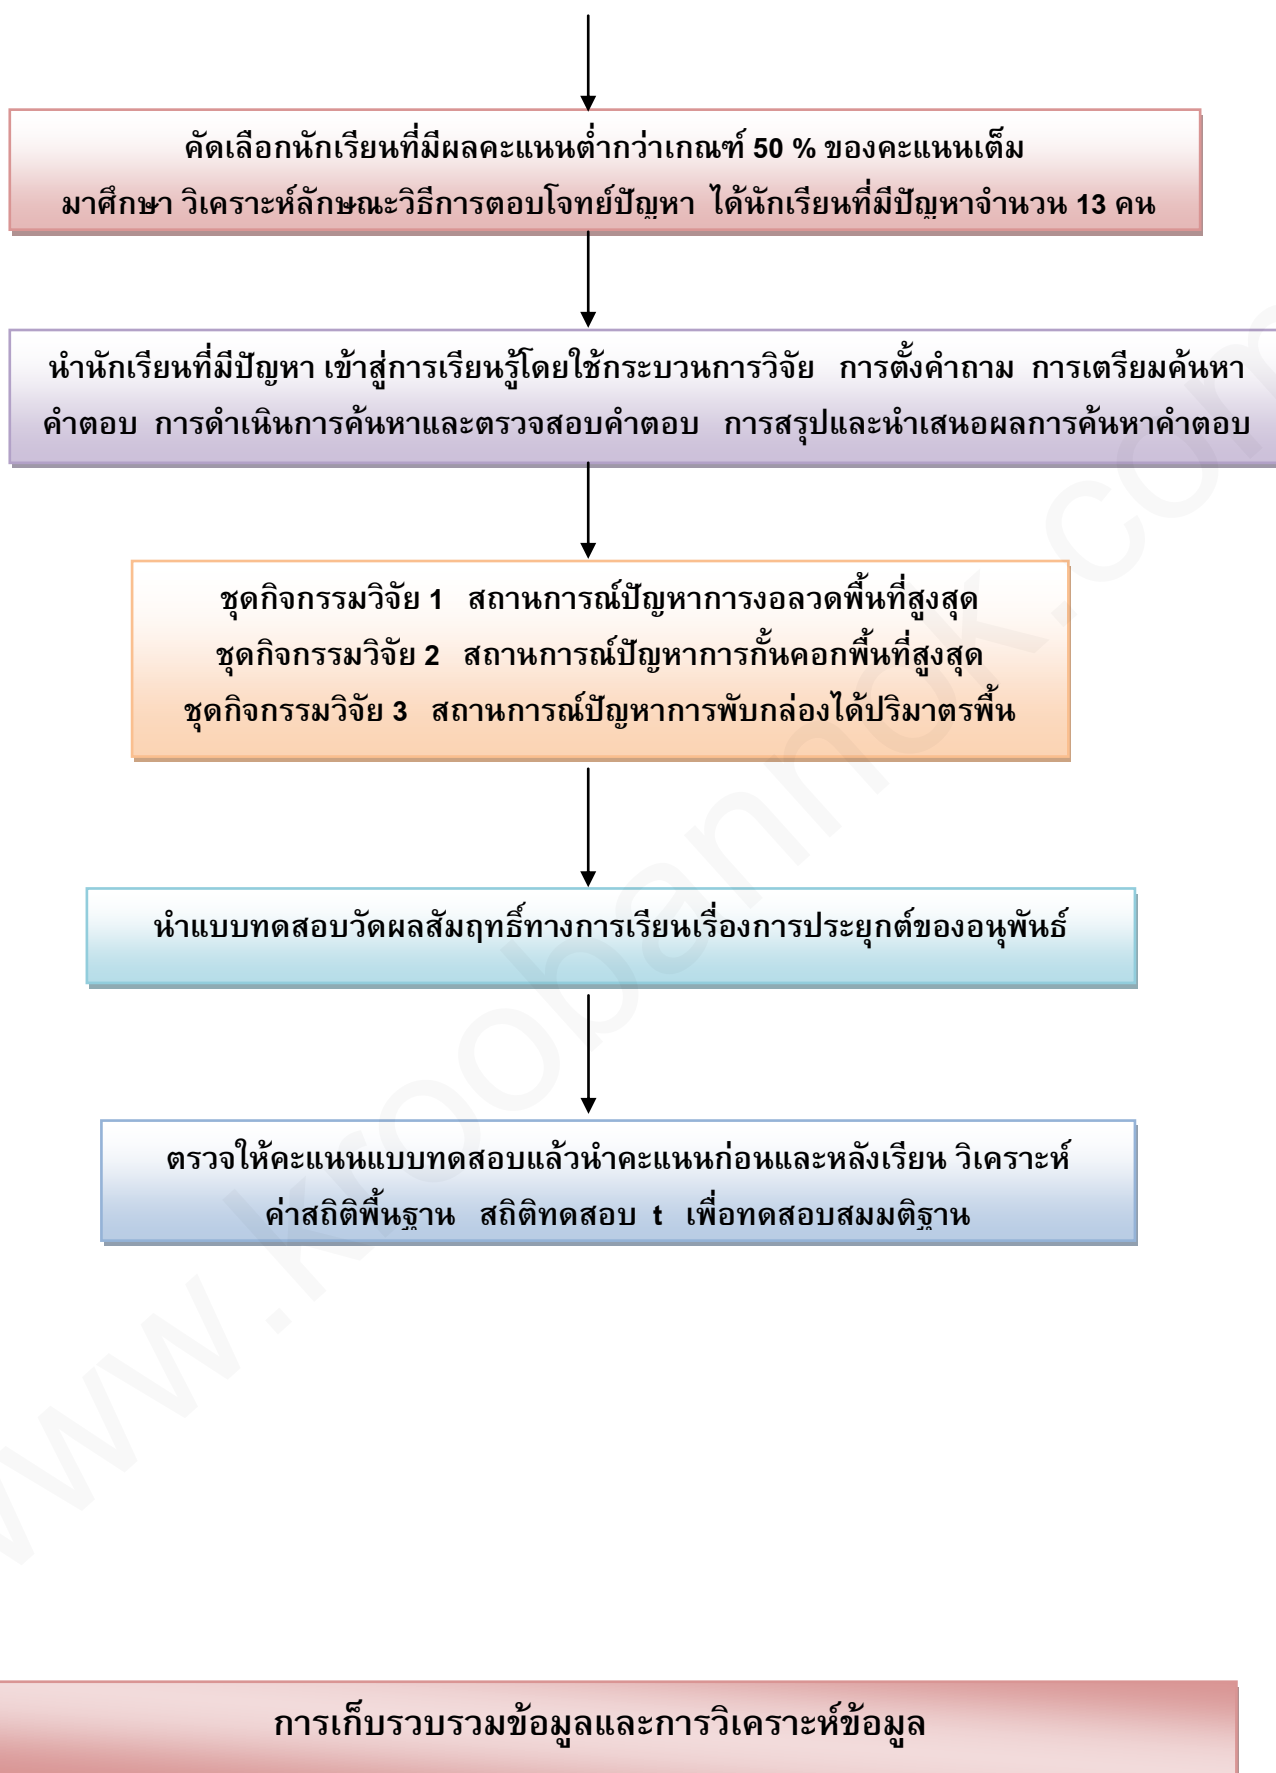 คัดเลือกนักเรียนที่มีผลคะแนนต่ำกว่าเกณฑ์ 50 % ของคะแนนเต็ม
มาศึกษา วิเคราะห์ลักษณะวิธีการตอบโจทย์ปัญหา ได้นักเรียนที่มีปัญหาจำนวน 13 คน
นำนักเรียนที่มีปัญหา เข้าสู่การเรียนรู้โดยใช้กระบวนการวิจัย การตั้งคำถาม การเตรียมค้นหา
คำตอบ การดำเนินการค้นหาและตรวจสอบคำตอบ การสรุปและนำเสนอผลการค้นหาคำตอบ
ชุดกิจกรรมวิจัย 1 สถานการณ์ปัญหาการงอลวดพื้นที่สูงสุด
ชุดกิจกรรมวิจัย 2 สถานการณ์ปัญหาการกั้นคอกพื้นที่สูงสุด
ชุดกิจกรรมวิจัย 3 สถานการณ์ปัญหาการพับกล่องได้ปริมาตรพื้น
นำแบบทดสอบวัดผลสัมฤทธิ์ทางการเรียนเรื่องการประยุกต์ของอนุพันธ์
ตรวจให้คะแนนแบบทดสอบแล้วนำคะแนนก่อนและหลังเรียน วิเคราะห์
ค่าสถิติพื้นฐาน สถิติทดสอบ t เพื่อทดสอบสมมติฐาน
การเก็บรวบรวมข้อมูลและการวิเคราะห์ข้อมูล
www.kroobannok.com